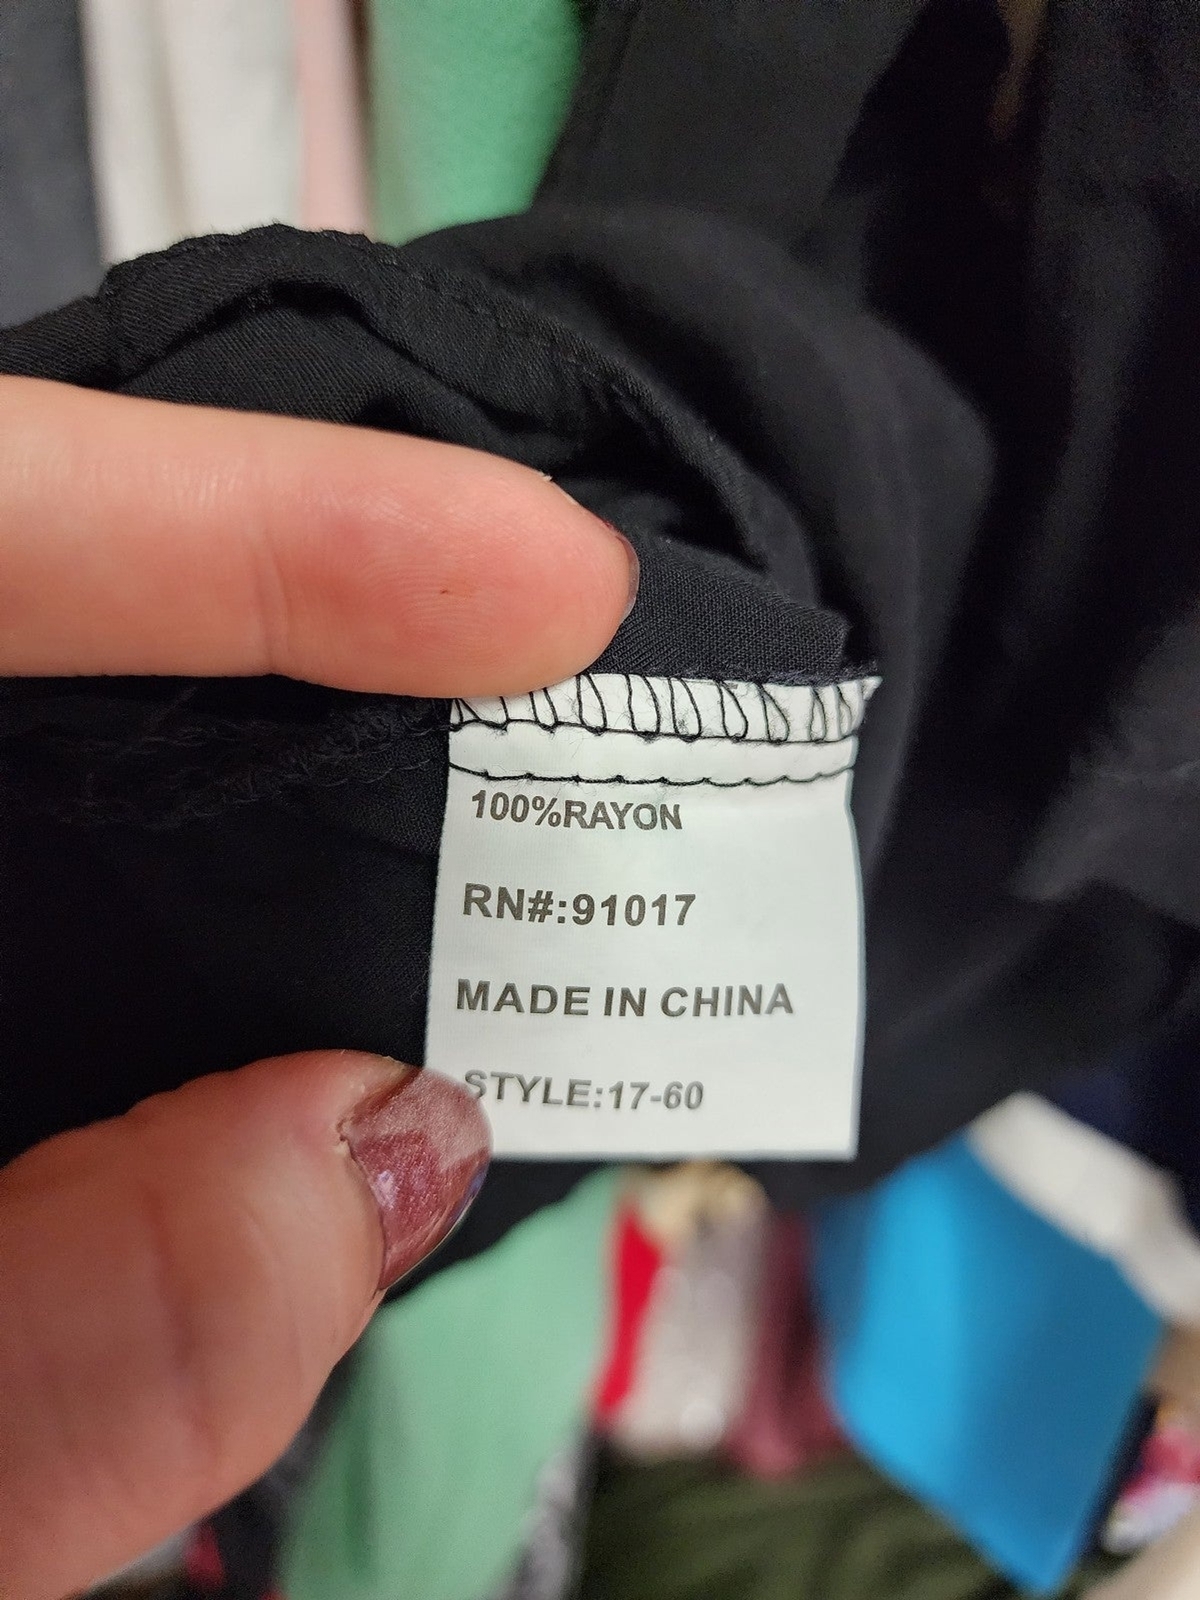 100%RAYON
RN#:91017
MADE IN CHINA
STYLE:17-60